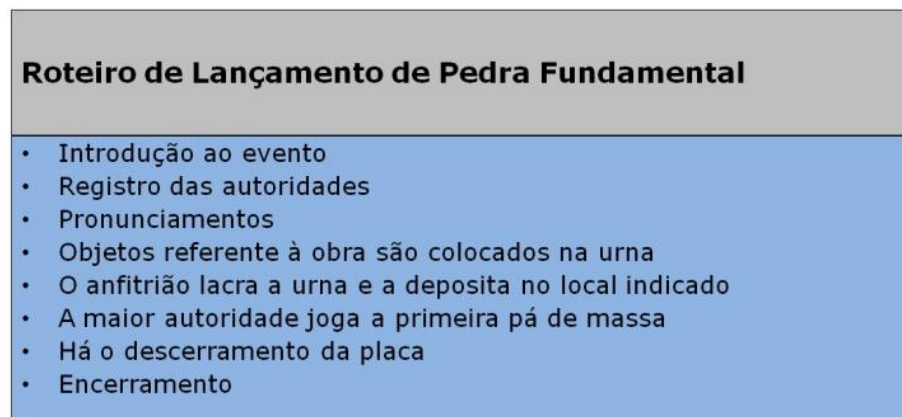 Roteiro de Lançamento de Pedra Fundamental
• Introdução ao evento
• Registro das autoridades
• Pronunciamentos
• Objetos referente à obra são colocados na urna
• O anfitrião lacra a urna e a deposita no local indicado
• A maior autoridade joga a primeira pá de massa
• Há o descerramento da placa
• Encerramento